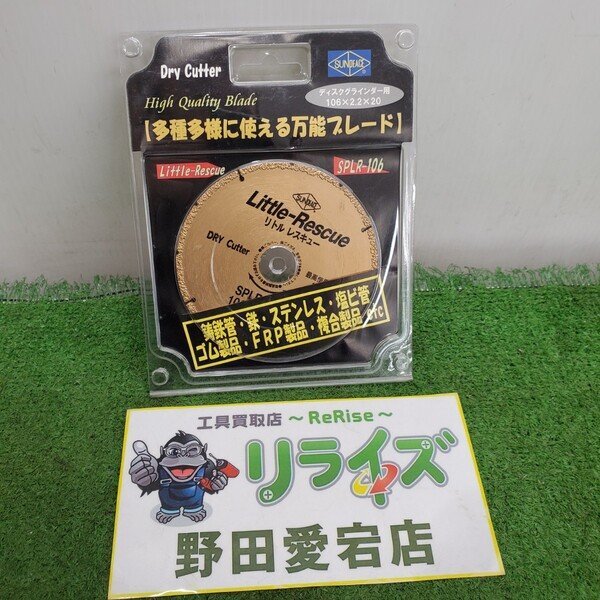 Dry Cutter
SUNPEACE
®
High Quality Blade
ディスクグラインダー用
106×2.2×20
【多種多様に使える万能ブレード】
Little-Rescue
SPLR-106
Little-Rescue
リトル レスキュー
DRY Cutter
鋳鉄管・鉄・ステンレス・塩ビ管
ゴム製品・FRP製品・複合製品 etc
工具買取店 ～ReRise～
リライズ
野田愛宕店